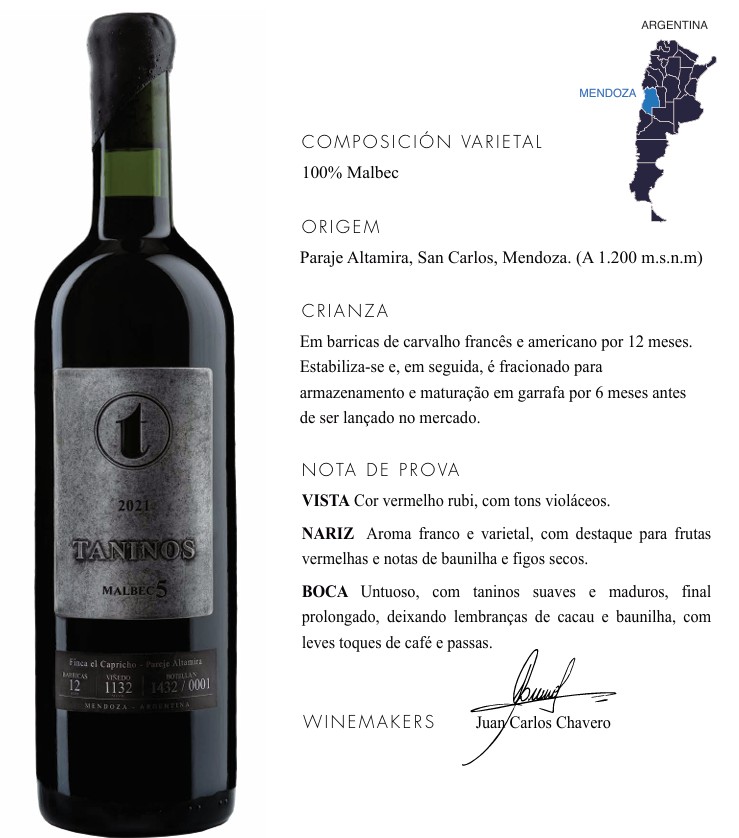 ARGENTINA
MENDOZA
COMPOSICIÓN VARIETAL
100% Malbec
ORIGEM
Paraje Altamira, San Carlos, Mendoza. (A 1.200 m.s.n.m)
CRIANZA
Em barricas de carvalho francês e americano por 12 meses.
Estabiliza-se e, em seguida, é fracionado para
armazenamento e maturação em garrafa por 6 meses antes
de ser lançado no mercado.
NOTA DE PROVA
VISTA Cor vermelho rubi, com tons violáceos.
NARIZ Aroma franco e varietal, com destaque para frutas
vermelhas e notas de baunilha e figos secos.
BOCA Untuoso, com taninos suaves e maduros, final
prolongado, deixando lembranças de cacau e baunilha, com
leves toques de café e passas.
WINEMAKERS Juan Carlos Chavero
t
2021
TANINOS
MALBEC 5
Finca el Capricho - Pareje Altamira
BARRICAS VIÑEDO BOTELLA Nº
12 1132 1432 / 0001
MENDOZA - ARGENTINA